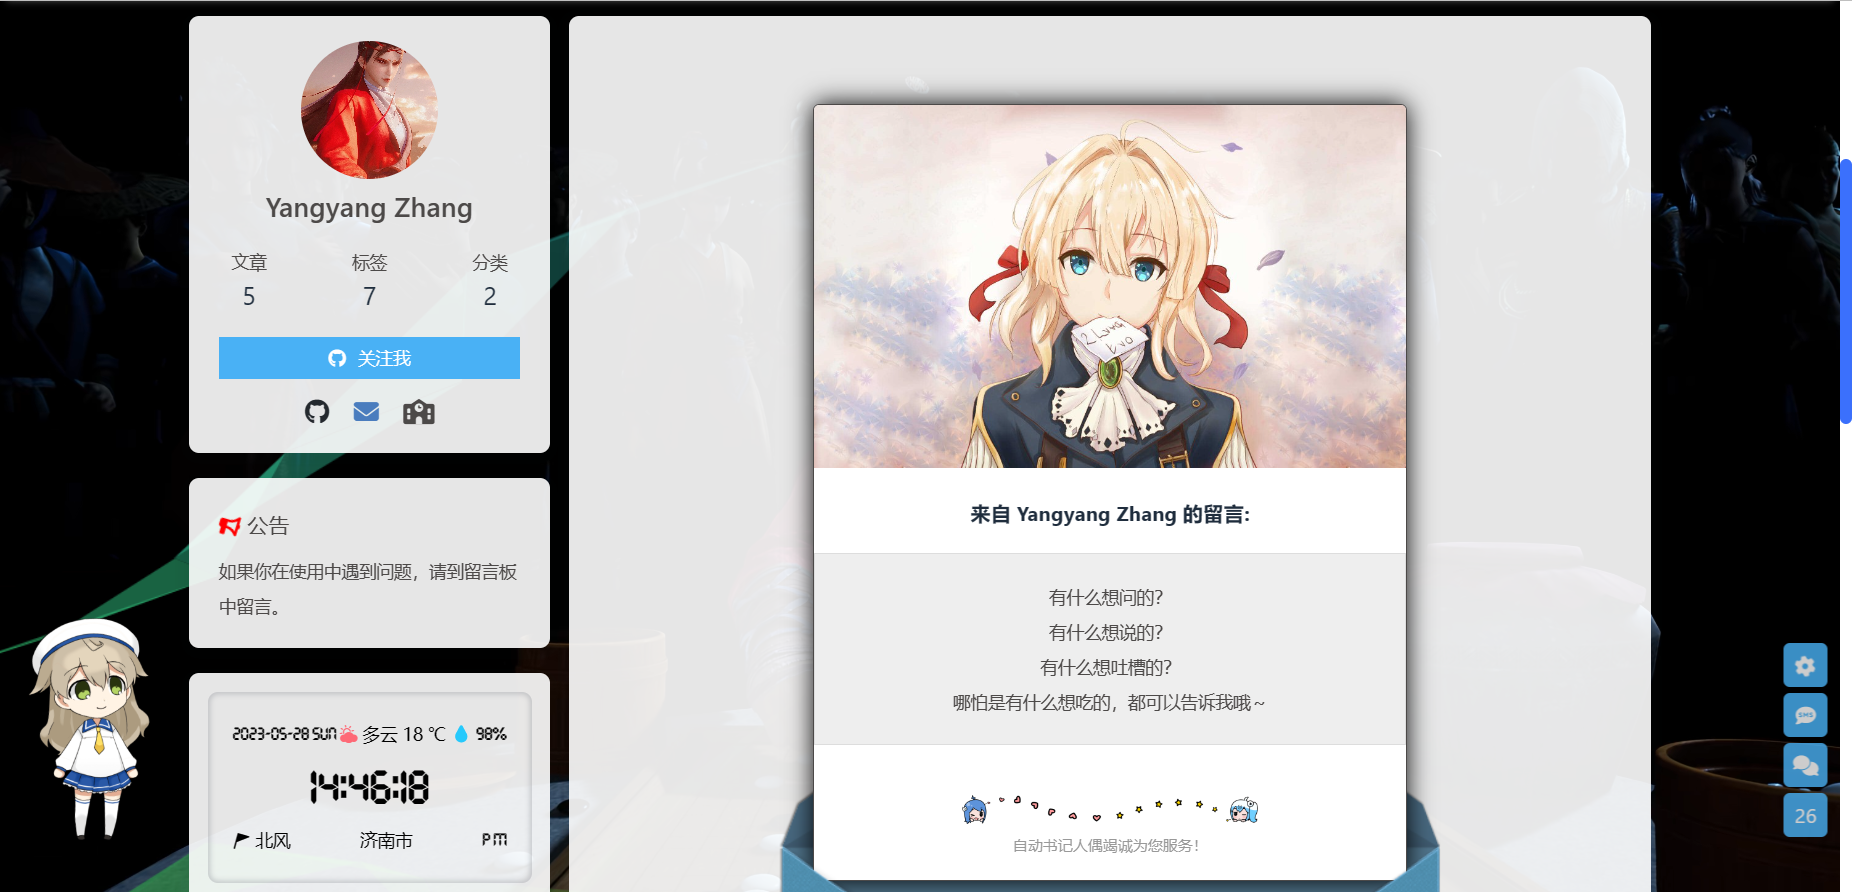 Yangyang Zhang
文章
标签
分类
5
7
2
关注我
公告
如果你在使用中遇到问题，请到留言板
中留言。
2023-05-28 SUN 多云 18 ℃ 98%
14:46:18
北风 济南市 PM
来自 Yangyang Zhang 的留言:
有什么想问的?
有什么想说的?
有什么想吐槽的?
哪怕是有什么想吃的，都可以告诉我哦~
自动书记人偶竭诚为您服务!
SMS
26